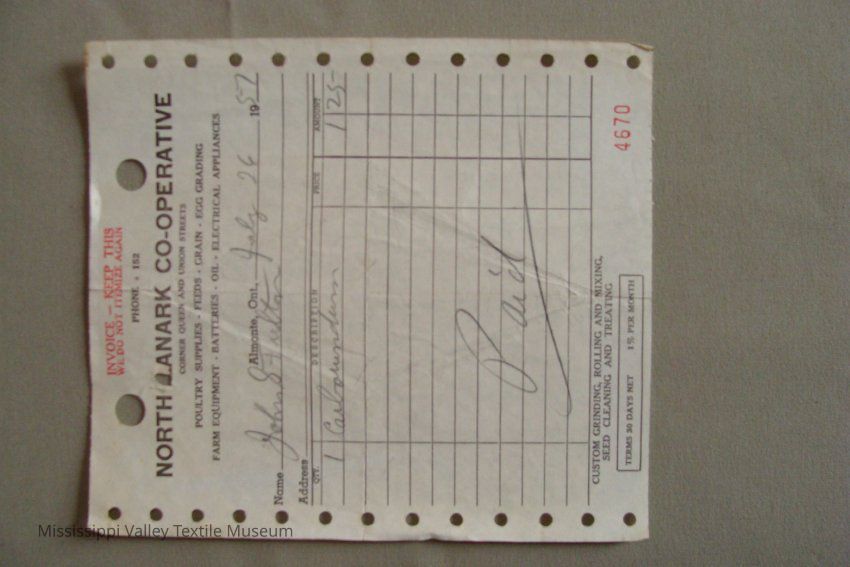 INVOICE - KEEP THIS
WE DO NOT ITEMIZE AGAIN
PHONE : 152
NORTH LANARK CO-OPERATIVE
CORNER QUEEN AND UNION STREETS
POULTRY SUPPLIES - FEEDS - GRAIN - EGG GRADING
FARM EQUIPMENT - BATTERIES - OIL - ELECTRICAL APPLIANCES
Almonte, Ont., July 26 1957
Name John Fulton
Address
QTY. DESCRIPTION PRICE AMOUNT
1 1 25
Paid
CUSTOM GRINDING, ROLLING AND MIXING,
SEED CLEANING AND TREATING
TERMS 30 DAYS NET 1% PER MONTH
4670
Mississippi Valley Textile Museum